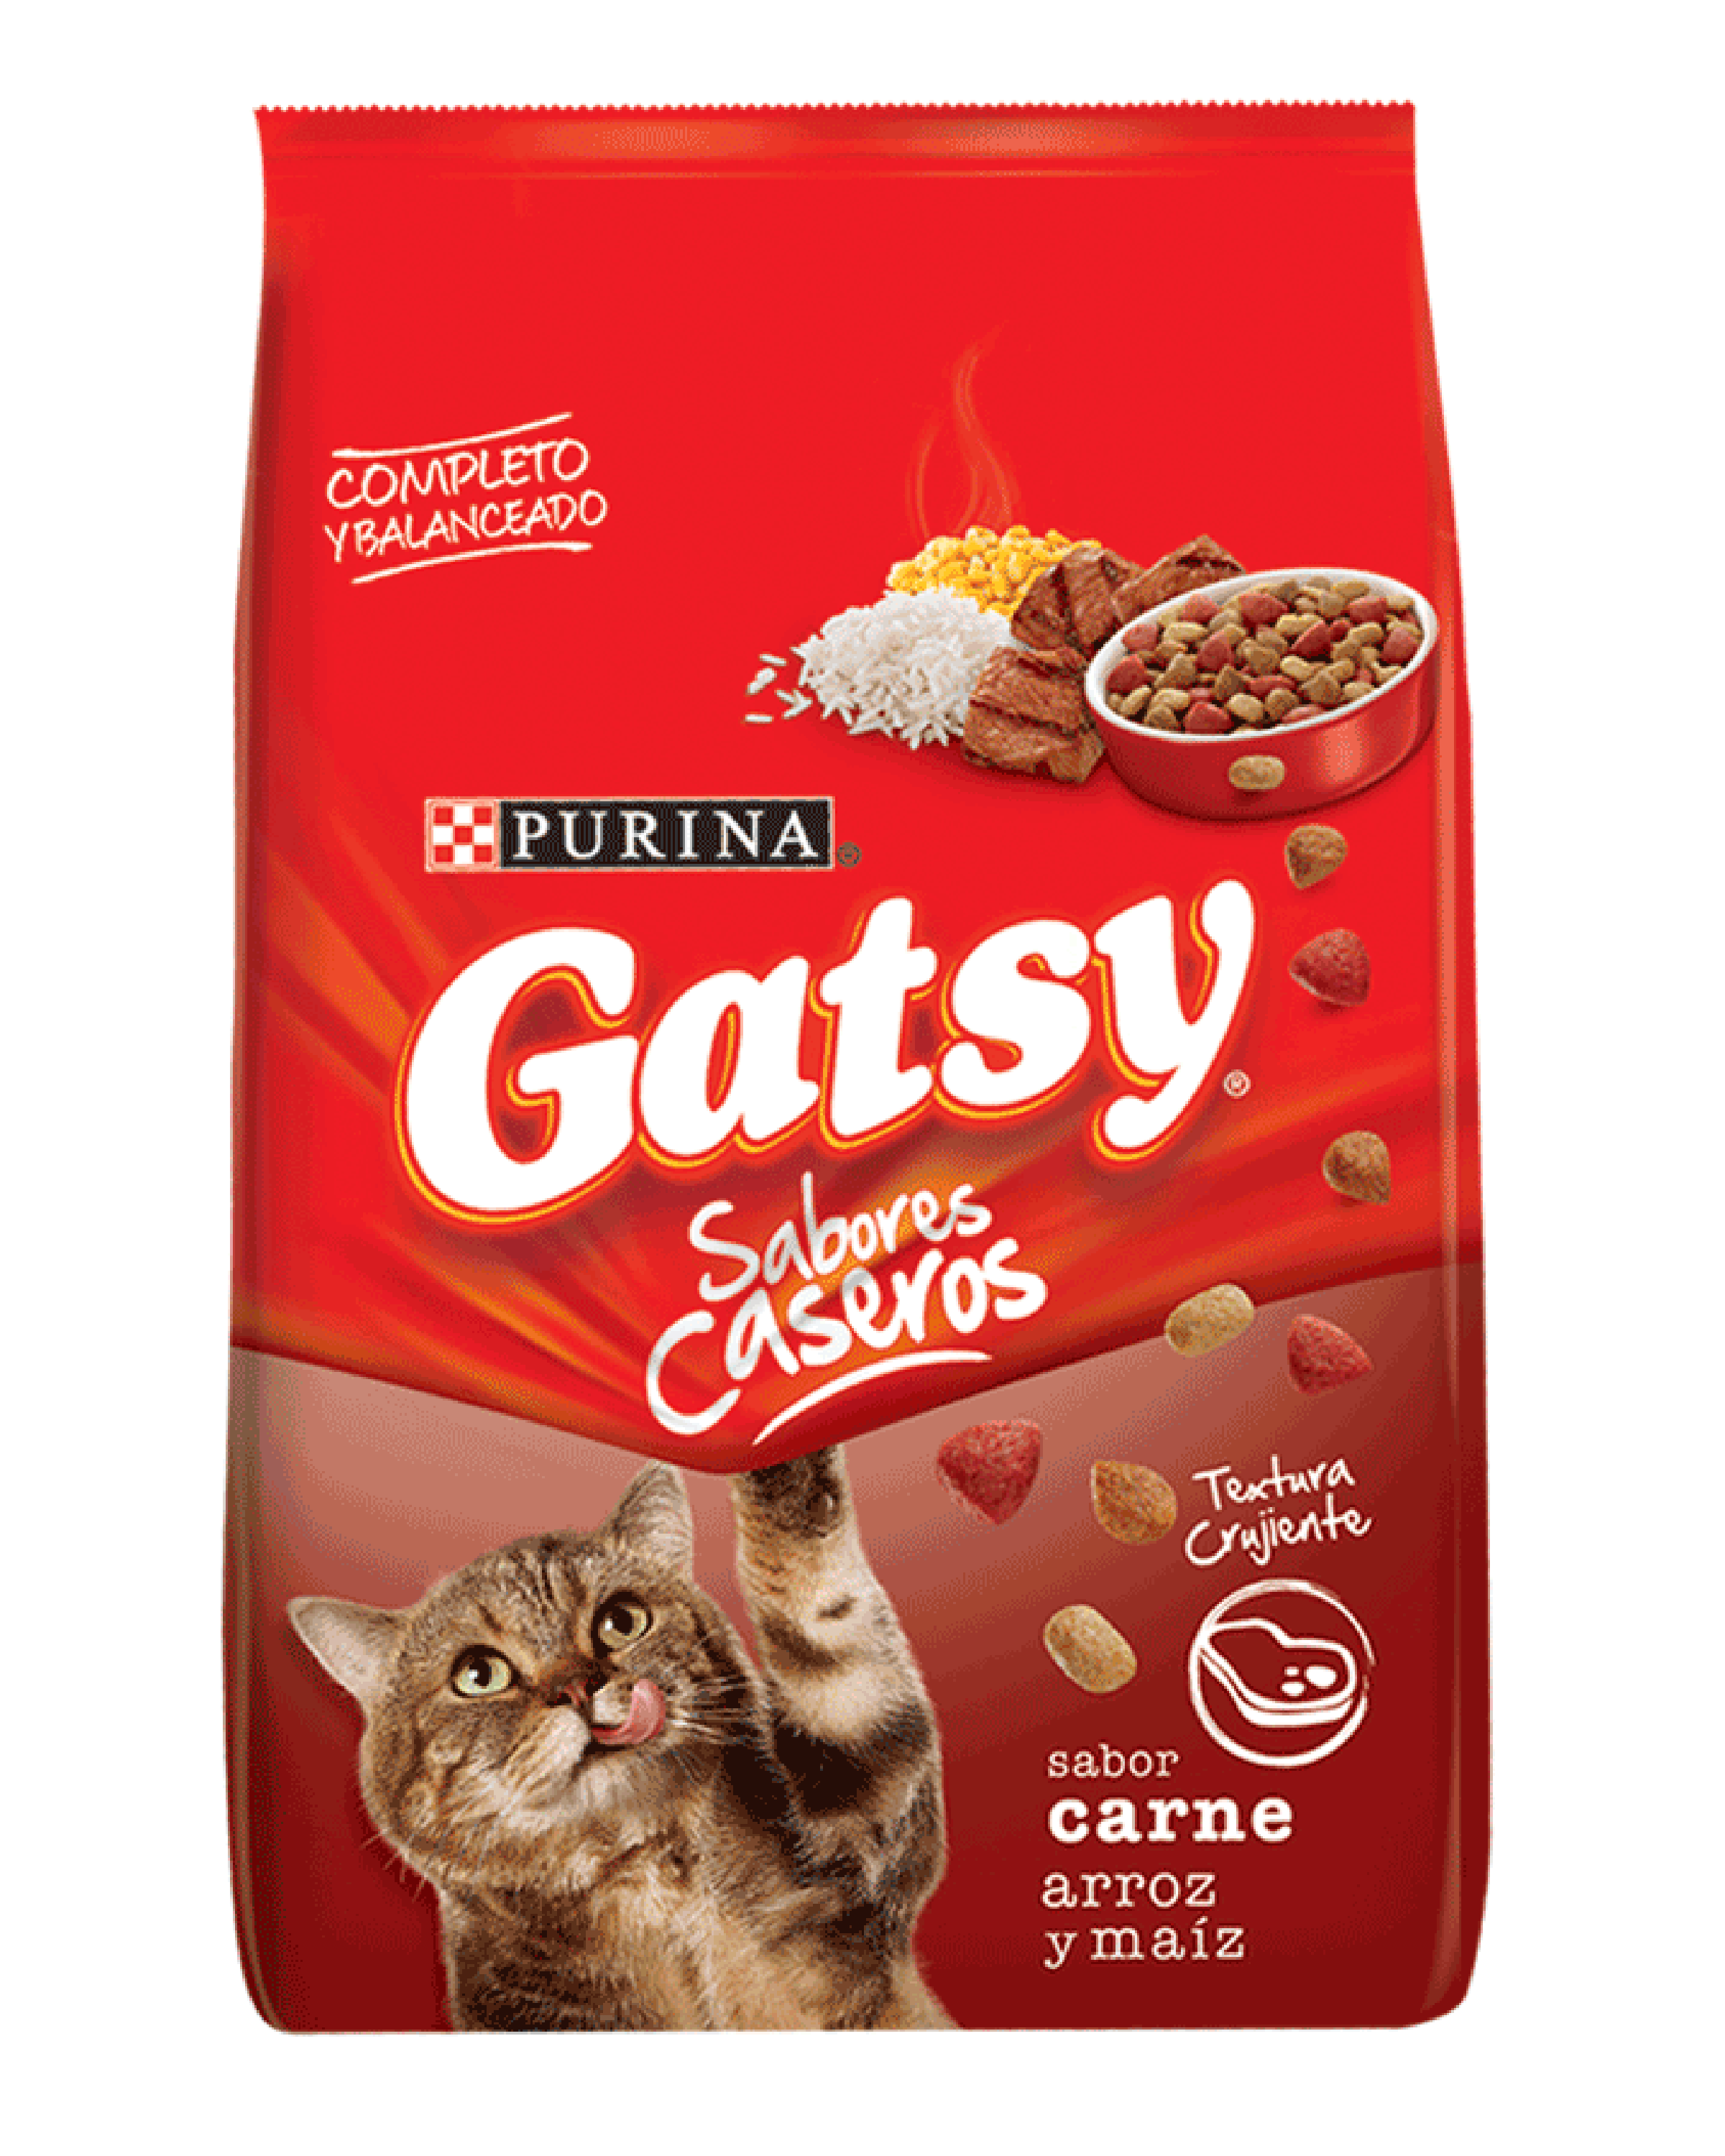 COMPLETO
Y BALANCEADO
PURINA®
Gatsy®
Sabores
caseros
Textura
Crujiente
sabor
carne
arroz
y maíz